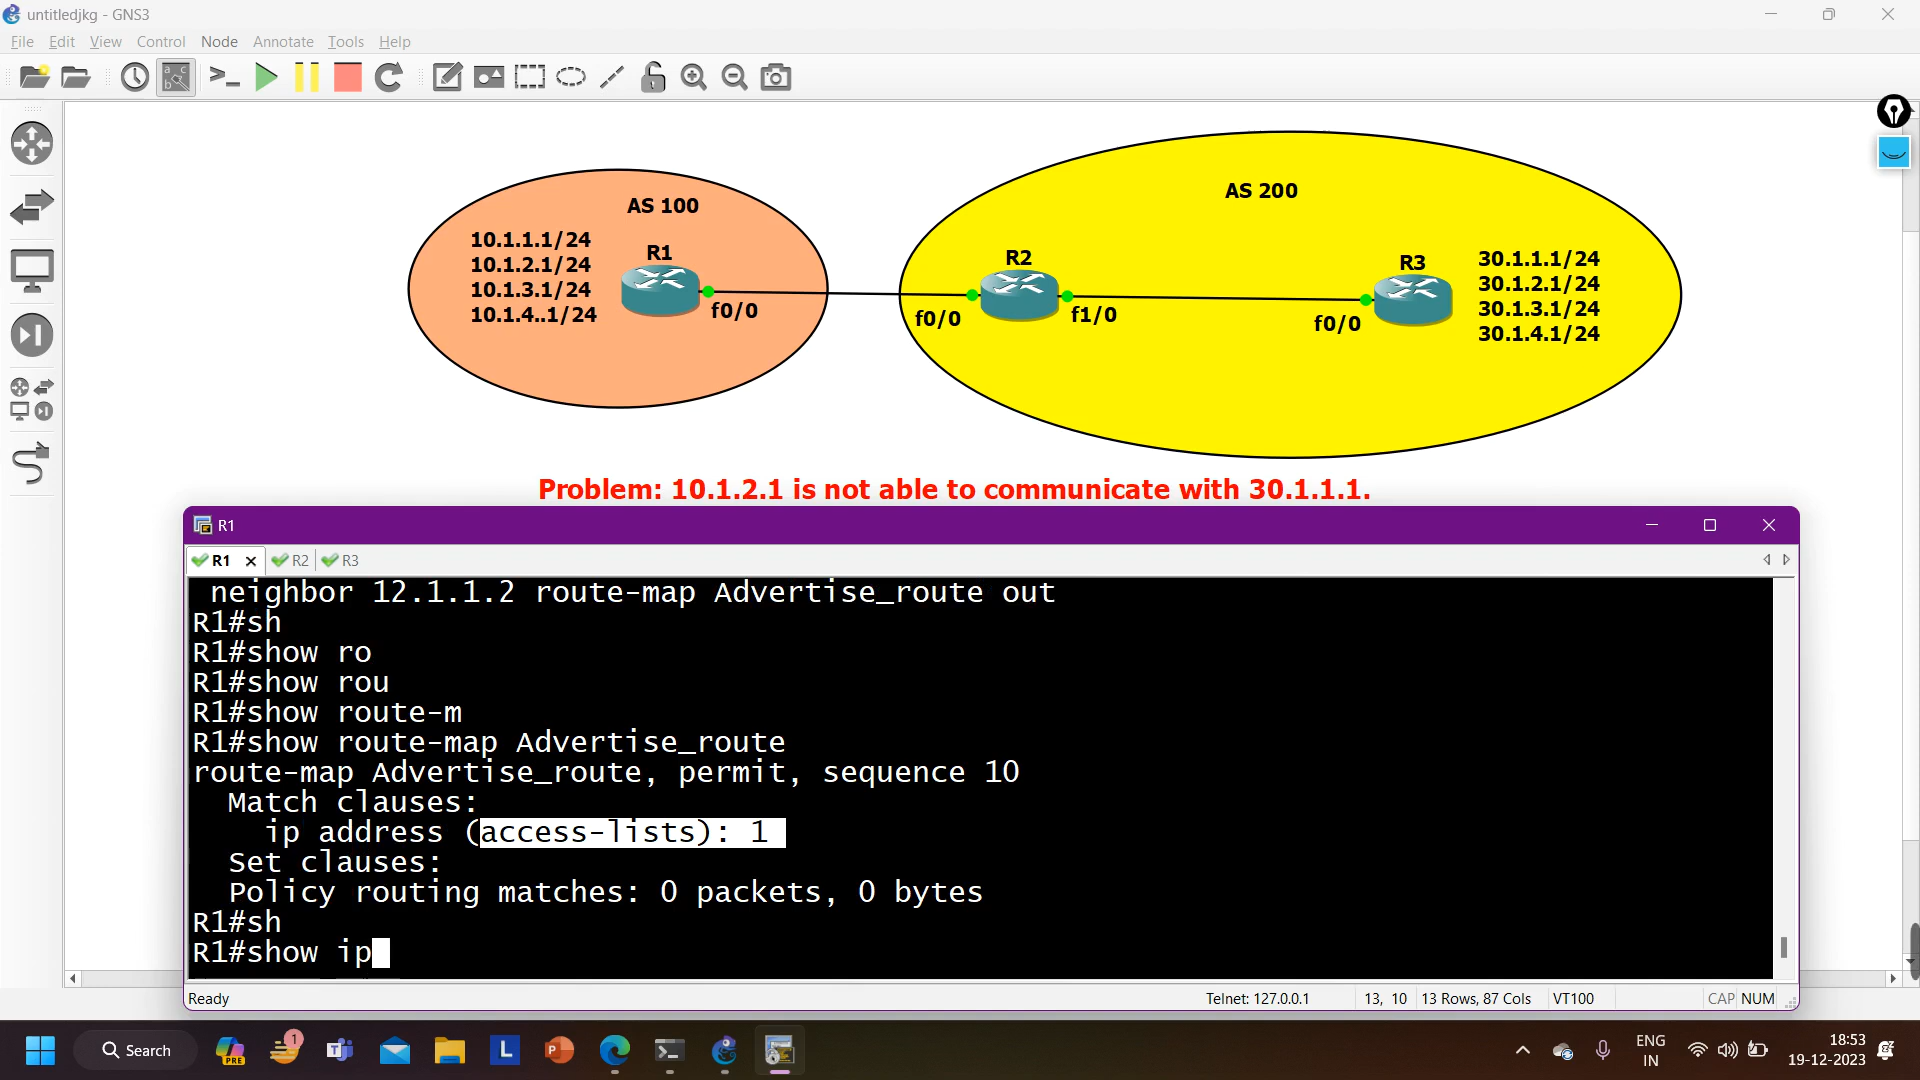 untitledjkg - GNS3
File Edit View Control Node Annotate Tools Help
AS 100
10.1.1.1/24
10.1.2.1/24
10.1.3.1/24
10.1.4..1/24
R1
f0/0
AS 200
R2
f0/0
f1/0
R3
f0/0
30.1.1.1/24
30.1.2.1/24
30.1.3.1/24
30.1.4.1/24
Problem: 10.1.2.1 is not able to communicate with 30.1.1.1.
R1
R1 R2 R3
neighbor 12.1.1.2 route-map Advertise_route out
R1#sh
R1#show ro
R1#show rou
R1#show route-m
R1#show route-map Advertise_route
route-map Advertise_route, permit, sequence 10
Match clauses:
ip address (access-lists): 1
Set clauses:
Policy routing matches: 0 packets, 0 bytes
R1#sh
R1#show ip
Ready
Telnet: 127.0.0.1 13, 10 13 Rows, 87 Cols VT100 CAP NUM
Search
PRE
1
L
P
ENG
IN
18:53
19-12-2023